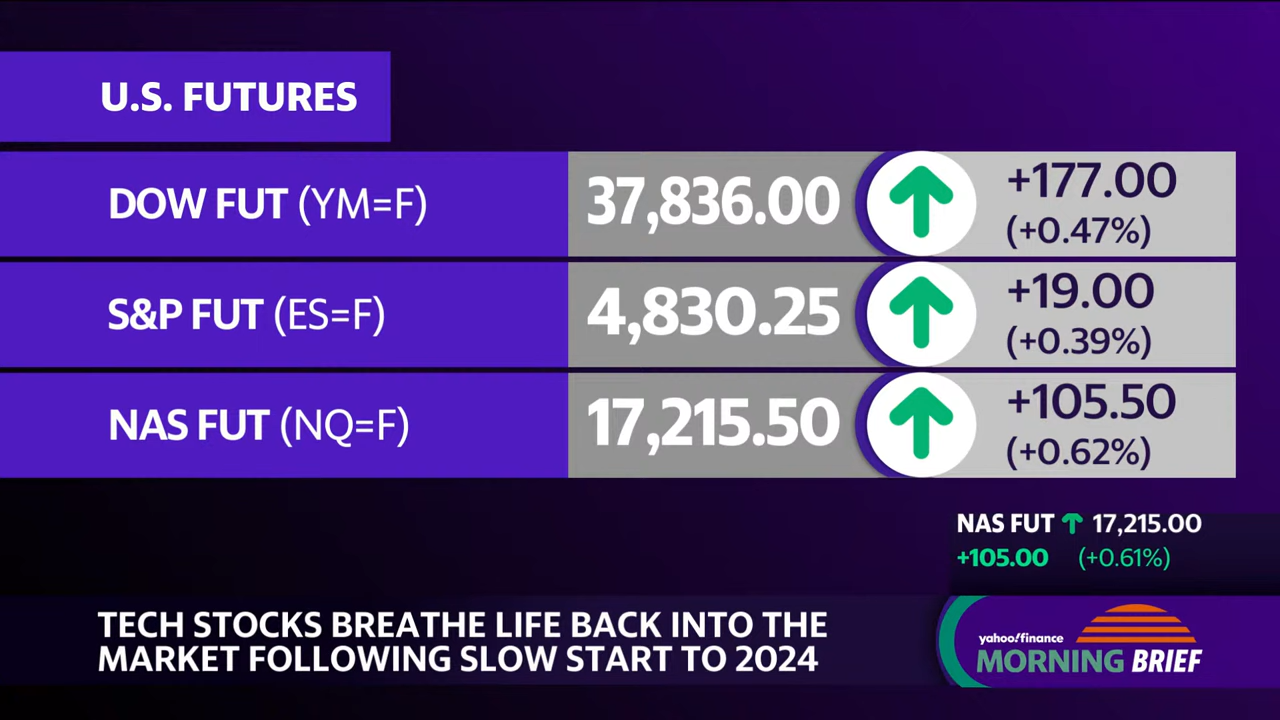 U.S. FUTURES
DOW FUT (YM=F) 37,836.00 +177.00
(+0.47%)
S&P FUT (ES=F) 4,830.25 +19.00
(+0.39%)
NAS FUT (NQ=F) 17,215.50 +105.50
(+0.62%)
NAS FUT 17,215.00
+105.00 (+0.61%)
TECH STOCKS BREATHE LIFE BACK INTO THE
MARKET FOLLOWING SLOW START TO 2024
yahoo!finance
MORNING BRIEF